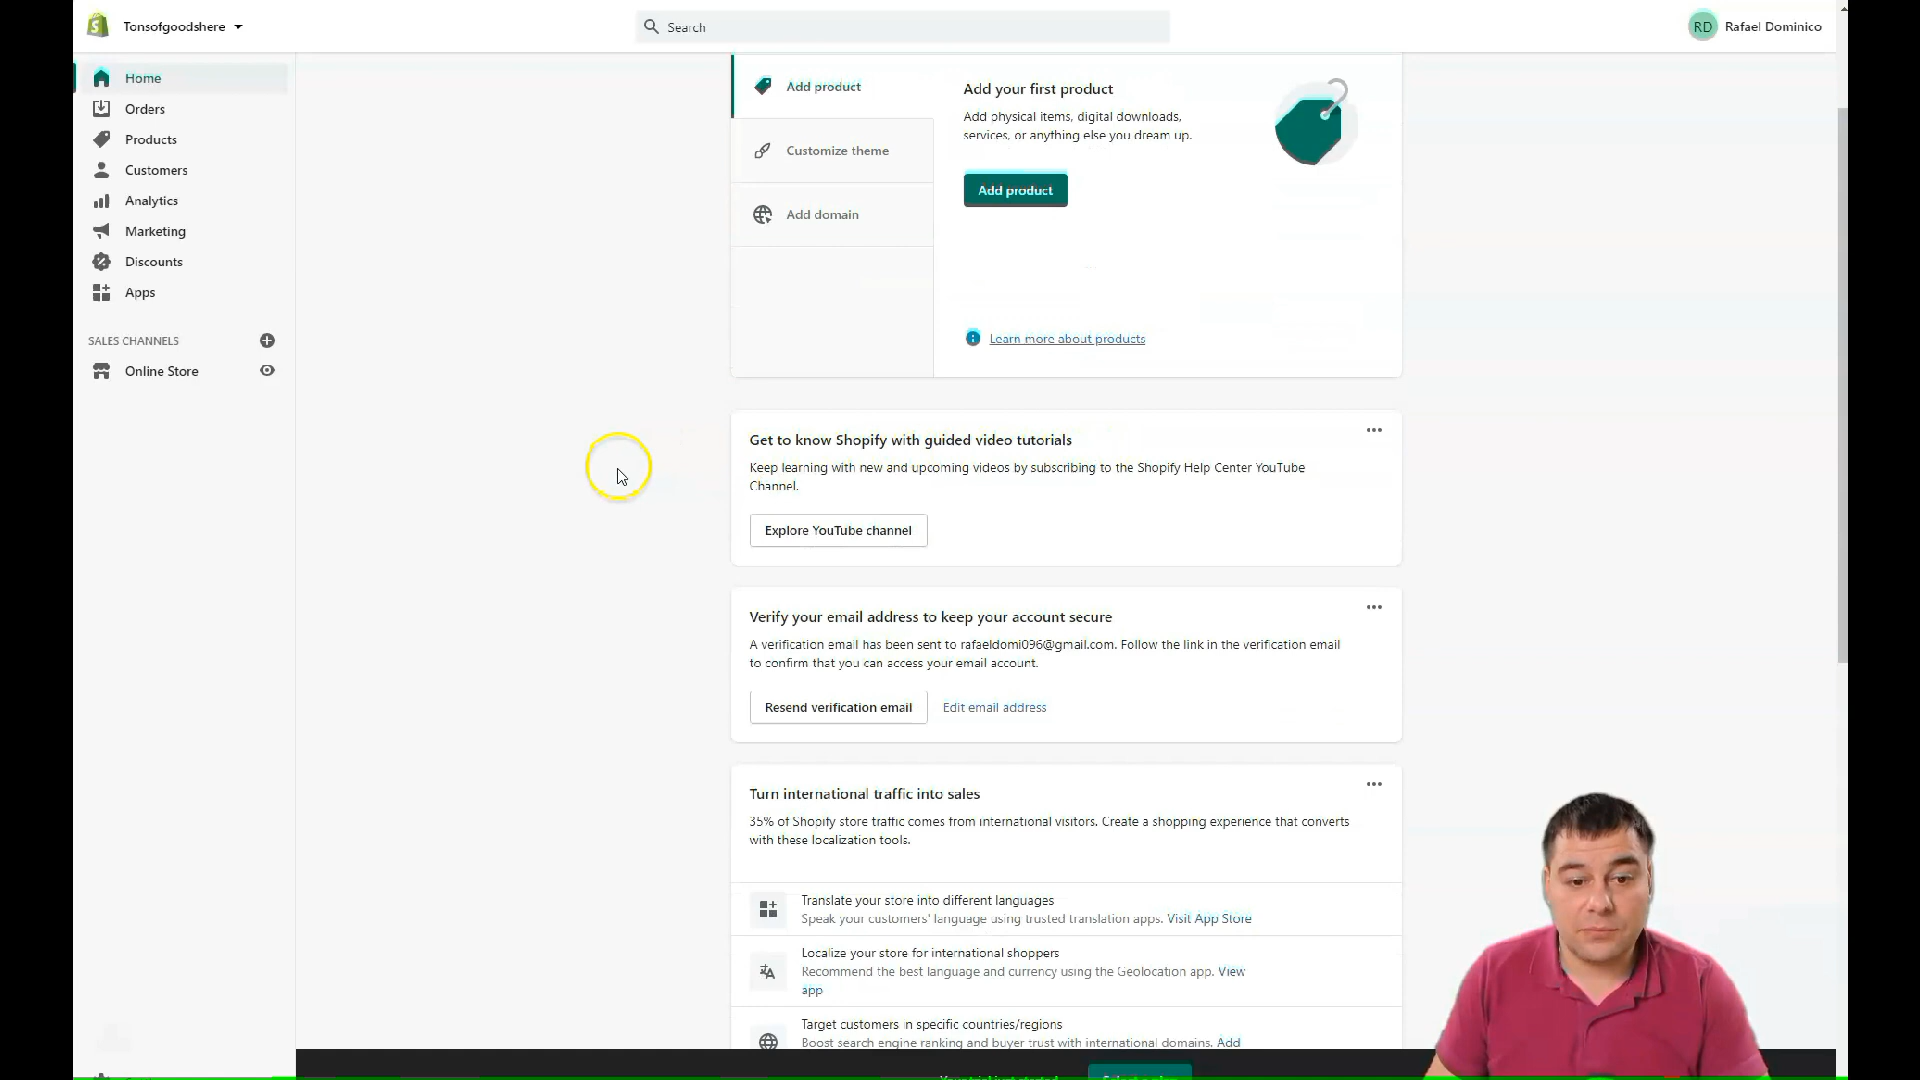 Tonsofgoodshere
Search
RD Rafael Dominico
Home
Orders
Products
Customers
Analytics
Marketing
Discounts
Apps
SALES CHANNELS
Online Store
Add product
Customize theme
Add domain
Add your first product
Add physical items, digital downloads,
services, or anything else you dream up.
Add product
Learn more about products
Get to know Shopify with guided video tutorials
Keep learning with new and upcoming videos by subscribing to the Shopify Help Center YouTube
Channel.
Explore YouTube channel
Verify your email address to keep your account secure
A verification email has been sent to rafaeldomi096@gmail.com. Follow the link in the verification email
to confirm that you can access your email account.
Resend verification email Edit email address
Turn international traffic into sales
35% of Shopify store traffic comes from international visitors. Create a shopping experience that converts
with these localization tools.
Translate your store into different languages
Speak your customers' language using trusted translation apps. Visit App Store
Localize your store for international shoppers
Recommend the best language and currency using the Geolocation app. View
app
Target customers in specific countries/regions
Boost search engine ranking and buyer trust with international domains. Add